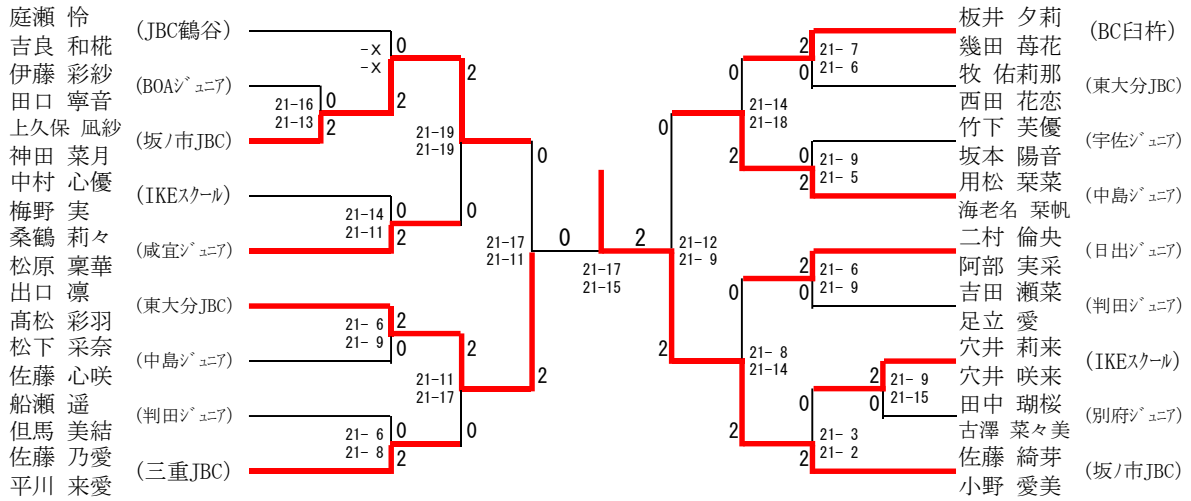 庭瀬 怜
吉良 和椛
(JBC鶴谷)
伊藤 彩紗
田口 寧音
(BOAジュニア)
上久保 凪紗
神田 菜月
(坂ノ市JBC)
中村 心優
梅野 実
(IKEスクール)
桑鶴 莉々
松原 稟華
(咸宜ジュニア)
出口 凛
髙松 彩羽
(東大分JBC)
松下 采奈
佐藤 心咲
(中島ジュニア)
船瀬 遥
但馬 美結
(判田ジュニア)
佐藤 乃愛
平川 来愛
(三重JBC)
-X
-X
0
2
21-16
21-13
0
2
21-19
21-19
2
0
21-14
21-11
0
2
21-17
21-11
0
2
21- 6
21- 9
2
0
21-11
21-17
2
0
21- 6
21- 8
0
2
0
2
21-17
21-15
21-12
21- 9
0
2
21-14
21-18
0
2
2
0
21- 7
21- 6
0
2
21- 9
21- 5
2
0
21- 6
21- 9
0
2
21- 8
21-14
2
0
21- 9
21-15
0
2
21- 3
21- 2
板井 夕莉
幾田 苺花
(BC臼杵)
牧 佑莉那
西田 花恋
(東大分JBC)
竹下 芙優
坂本 陽音
(宇佐ジュニア)
用松 栞菜
海老名 栞帆
(中島ジュニア)
二村 倫央
阿部 実采
(日出ジュニア)
吉田 瀬菜
足立 愛
(判田ジュニア)
穴井 莉来
穴井 咲来
(IKEスクール)
田中 瑚桜
古澤 菜々美
(別府ジュニア)
佐藤 綺芽
小野 愛美
(坂ノ市JBC)